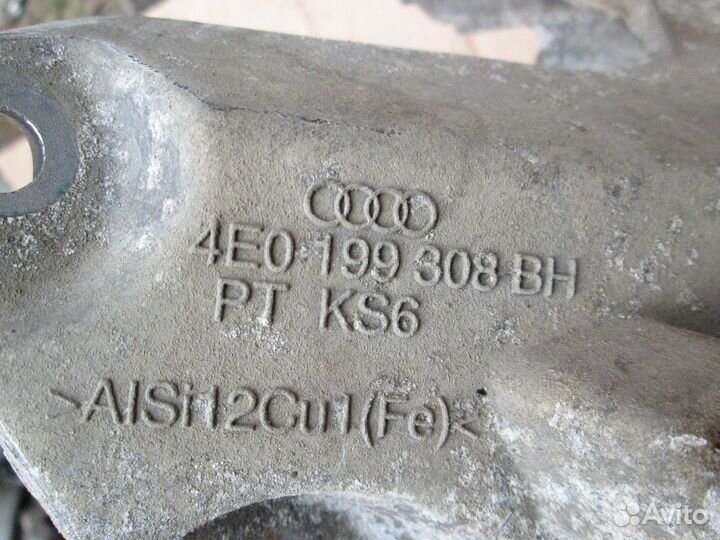 4E0 199 308 BH
PT KS6
>AlSi12Cu1(Fe)<
Avito